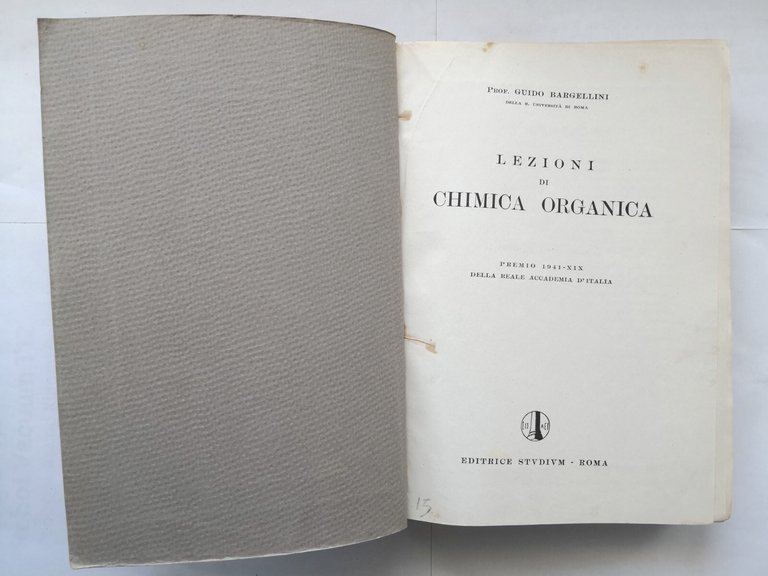 PROF. GUIDO BARGELLINI
DELLA R. UNIVERSITÀ DI ROMA
LEZIONI
DI
CHIMICA ORGANICA
PREMIO 1941-XIX
DELLA REALE ACCADEMIA D'ITALIA
EDITRICE STVDIVM - ROMA
15